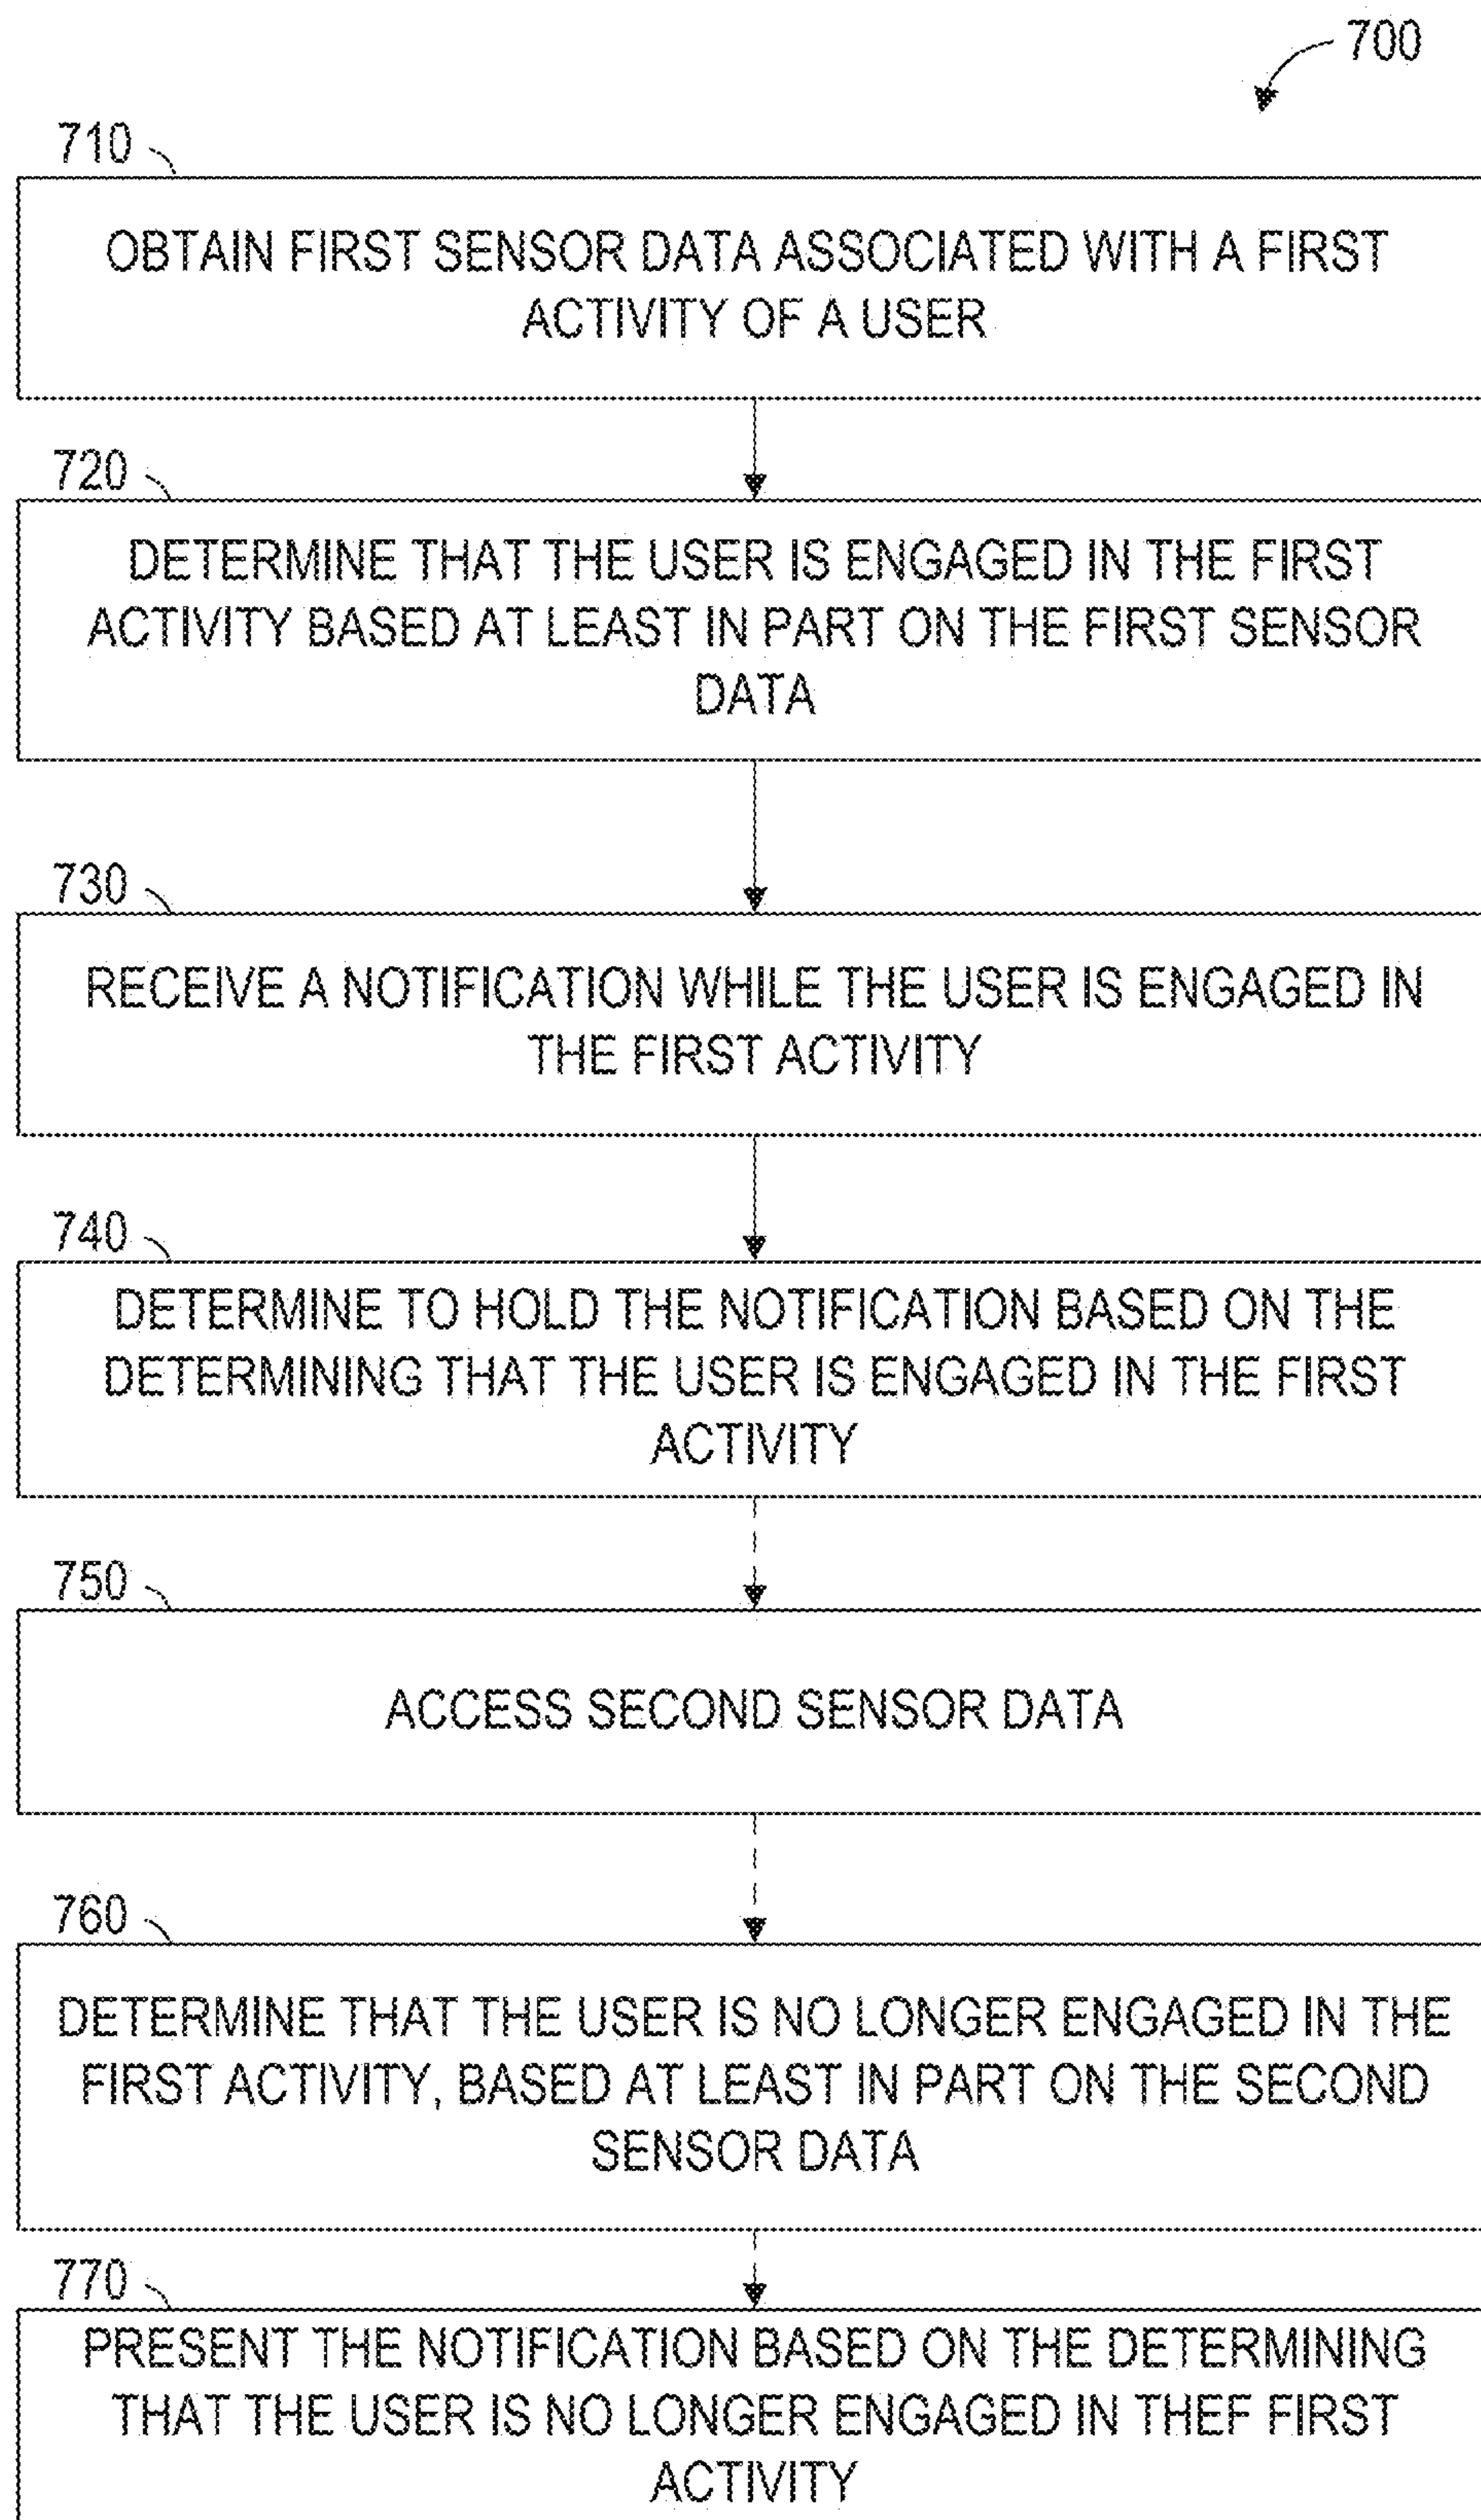 700
710
OBTAIN FIRST SENSOR DATA ASSOCIATED WITH A FIRST
ACTIVITY OF A USER
720
DETERMINE THAT THE USER IS ENGAGED IN THE FIRST
ACTIVITY BASED AT LEAST IN PART ON THE FIRST SENSOR
DATA
730
RECEIVE A NOTIFICATION WHILE THE USER IS ENGAGED IN
THE FIRST ACTIVITY
740
DETERMINE TO HOLD THE NOTIFICATION BASED ON THE
DETERMINING THAT THE USER IS ENGAGED IN THE FIRST
ACTIVITY
750
ACCESS SECOND SENSOR DATA
760
DETERMINE THAT THE USER IS NO LONGER ENGAGED IN THE
FIRST ACTIVITY, BASED AT LEAST IN PART ON THE SECOND
SENSOR DATA
770
PRESENT THE NOTIFICATION BASED ON THE DETERMINING
THAT THE USER IS NO LONGER ENGAGED IN THEF FIRST
ACTIVITY